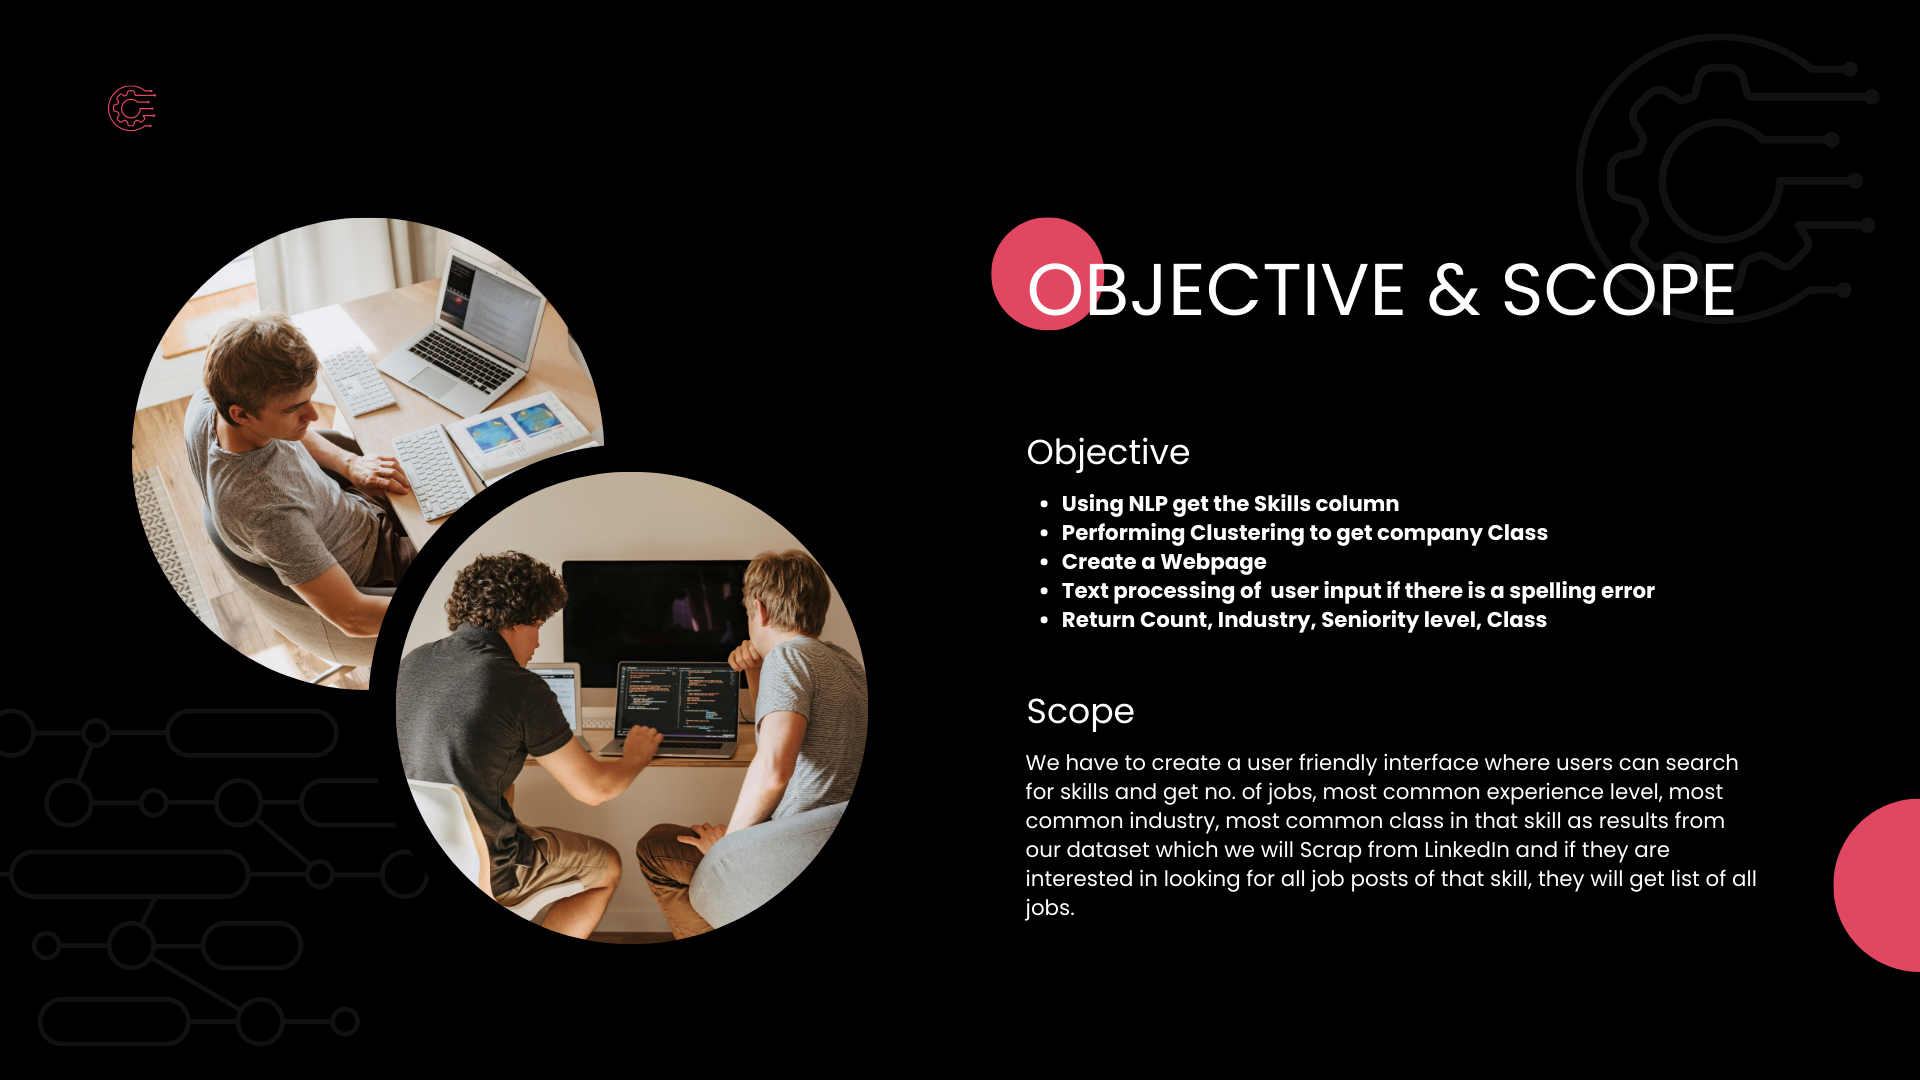 OBJECTIVE & SCOPE
Objective
• Using NLP get the Skills column
• Performing Clustering to get company Class
• Create a Webpage
• Text processing of  user input if there is a spelling error
• Return Count, Industry, Seniority level, Class
Scope
We have to create a user friendly interface where users can search
for skills and get no. of jobs, most common experience level, most
common industry, most common class in that skill as results from
our dataset which we will Scrap from LinkedIn and if they are
interested in looking for all job posts of that skill, they will get list of all
jobs.